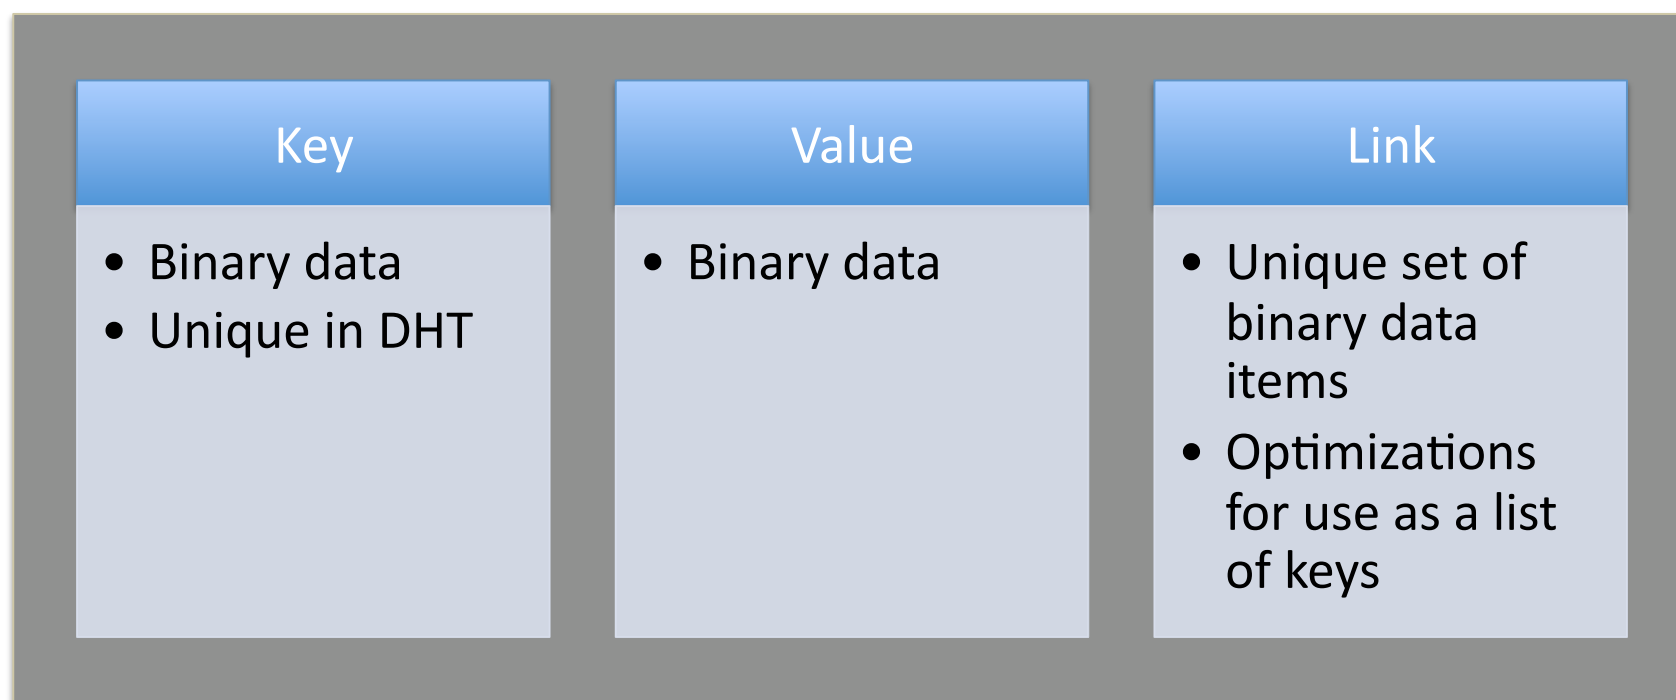 Key
• Binary data
• Unique in DHT
Value
• Binary data
Link
• Unique set of
binary data
items
• Optimizations
for use as a list
of keys